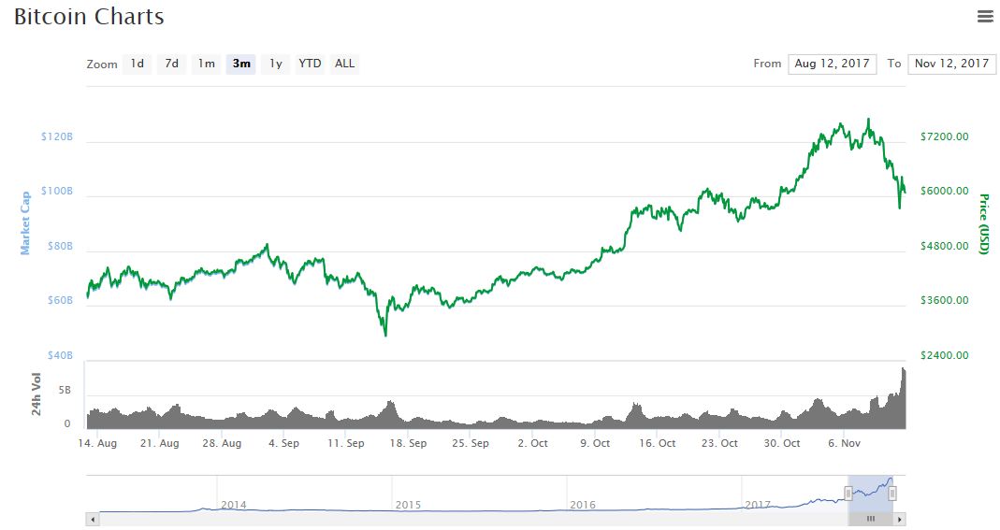 Bitcoin Charts
Zoom 1d 7d 1m 3m 1y YTD ALL From Aug 12, 2017 To Nov 12, 2017
$120B $7200.00
$100B $6000.00
Market Cap
Price (USD)
$80B $4800.00
$60B $3600.00
$40B $2400.00
24h Vol
5B
0
14. Aug 21. Aug 28. Aug 4. Sep 11. Sep 18. Sep 25. Sep 2. Oct 9. Oct 16. Oct 23. Oct 30. Oct 6. Nov
2014 2015 2016 2017